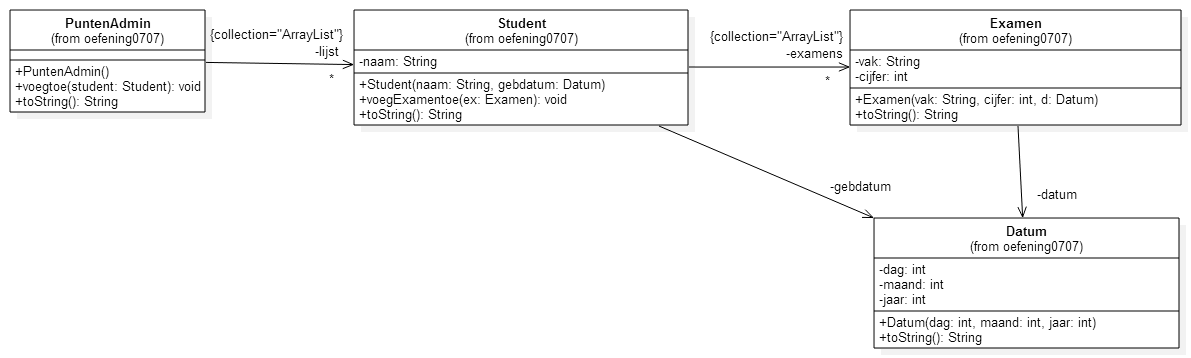 PuntenAdmin
(from oefening0707)
+PuntenAdmin()
+voegtoe(student: Student): void
+toString(): String
{collection="ArrayList"}
-lijst
*
Student
(from oefening0707)
-naam: String
+Student(naam: String, gebdatum: Datum)
+voegExamentoe(ex: Examen): void
+toString(): String
{collection="ArrayList"}
-examens
*
Examen
(from oefening0707)
-vak: String
-cijfer: int
+Examen(vak: String, cijfer: int, d: Datum)
+toString(): String
-gebdatum
-datum
Datum
(from oefening0707)
-dag: int
-maand: int
-jaar: int
+Datum(dag: int, maand: int, jaar: int)
+toString(): String